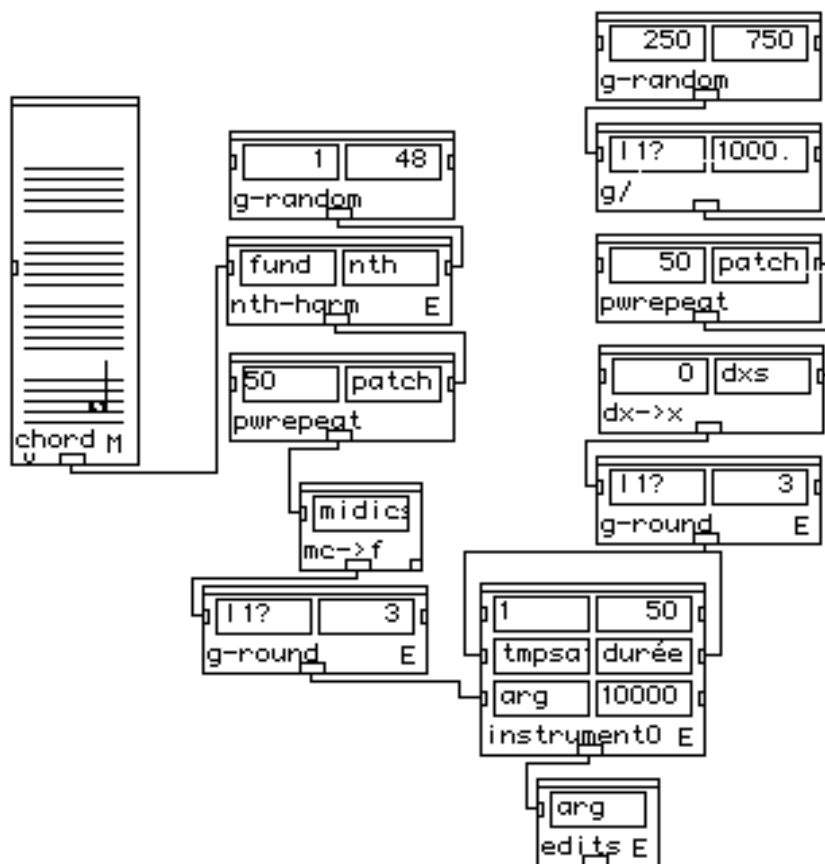 250 750
g-random
l1? 1000.
g/
1 48
g-random
fund nth
nth-harm E
50 patch
pwrepeat
50 patch
pwrepeat
0 dxs
dx->x
chord M
midics
mc->f
l1? 3
g-round E
l1? 3
g-round E
1 50
tmpsat durée
arg 10000
instrument0 E
arg
edits E